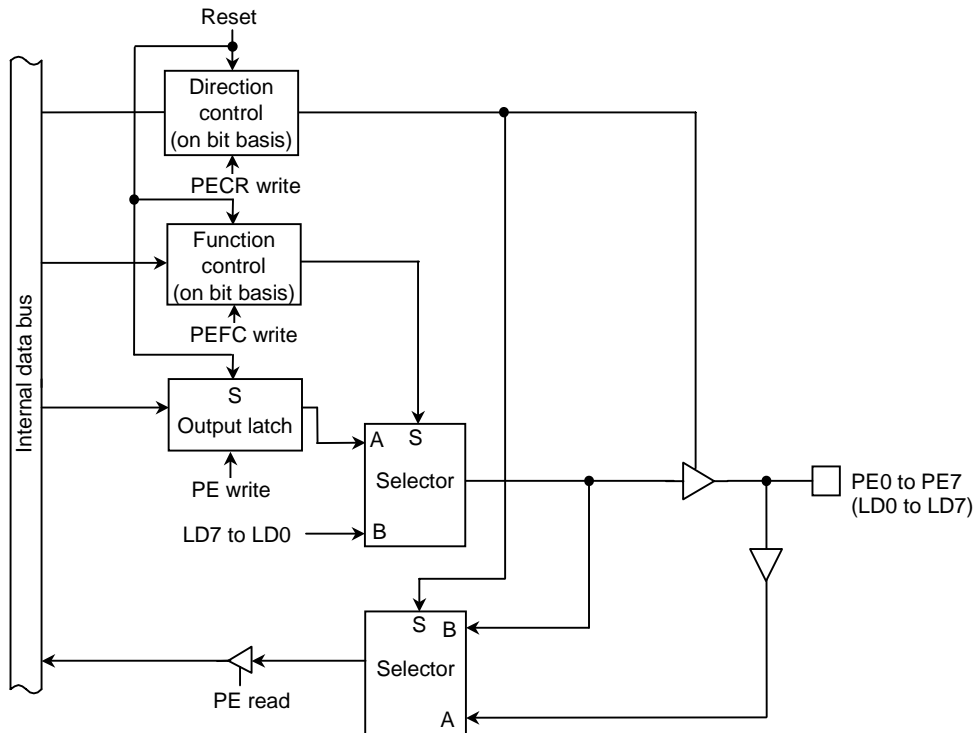 Reset
Direction
control
(on bit basis)
PECR write
Function
control
(on bit basis)
PEFC write
Internal data bus
S
Output latch
PE write
A
S
Selector
B
LD7 to LD0
PE0 to PE7
(LD0 to LD7)
S
B
Selector
A
PE read